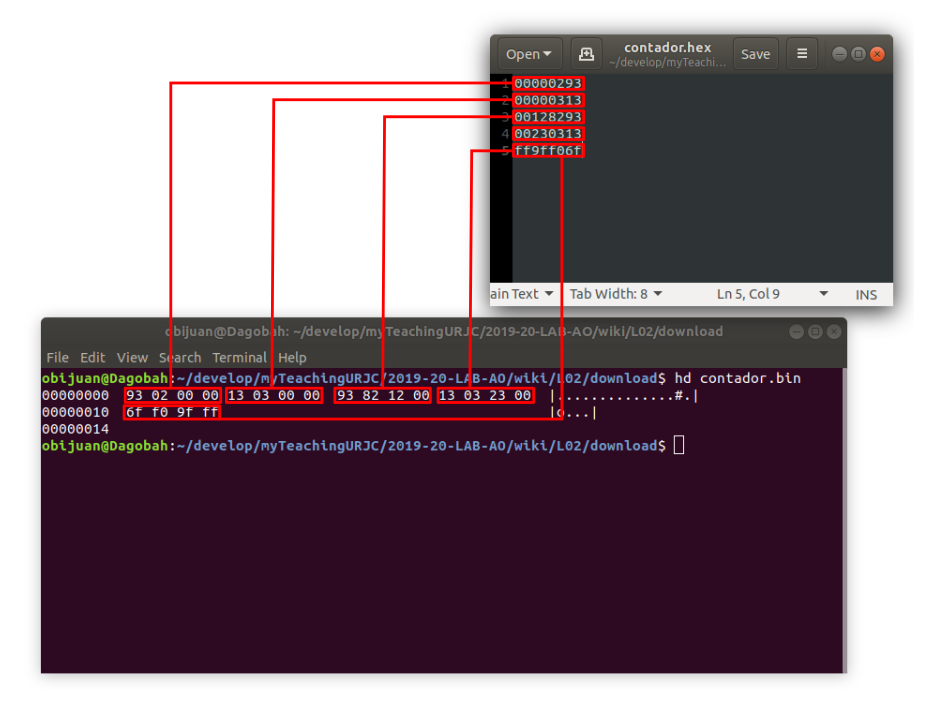 Open contador.hex Save
~/develop/myTeachi...
1 00000293
2 00000313
3 00128293
4 00230313
5 ff9ff06f
ain Text Tab Width: 8 Ln 5, Col 9 INS
obijuan@Dagobah: ~/develop/myTeachingURJC/2019-20-LAB-AO/wiki/L02/download
File Edit View Search Terminal Help
obijuan@Dagobah:~/develop/myTeachingURJC/2019-20-LAB-AO/wiki/L02/download$ hd contador.bin
00000000 93 02 00 00 13 03 00 00 93 82 12 00 13 03 23 00 |..............#.|
00000010 6f f0 9f ff |o...|
00000014
obijuan@Dagobah:~/develop/myTeachingURJC/2019-20-LAB-AO/wiki/L02/download$